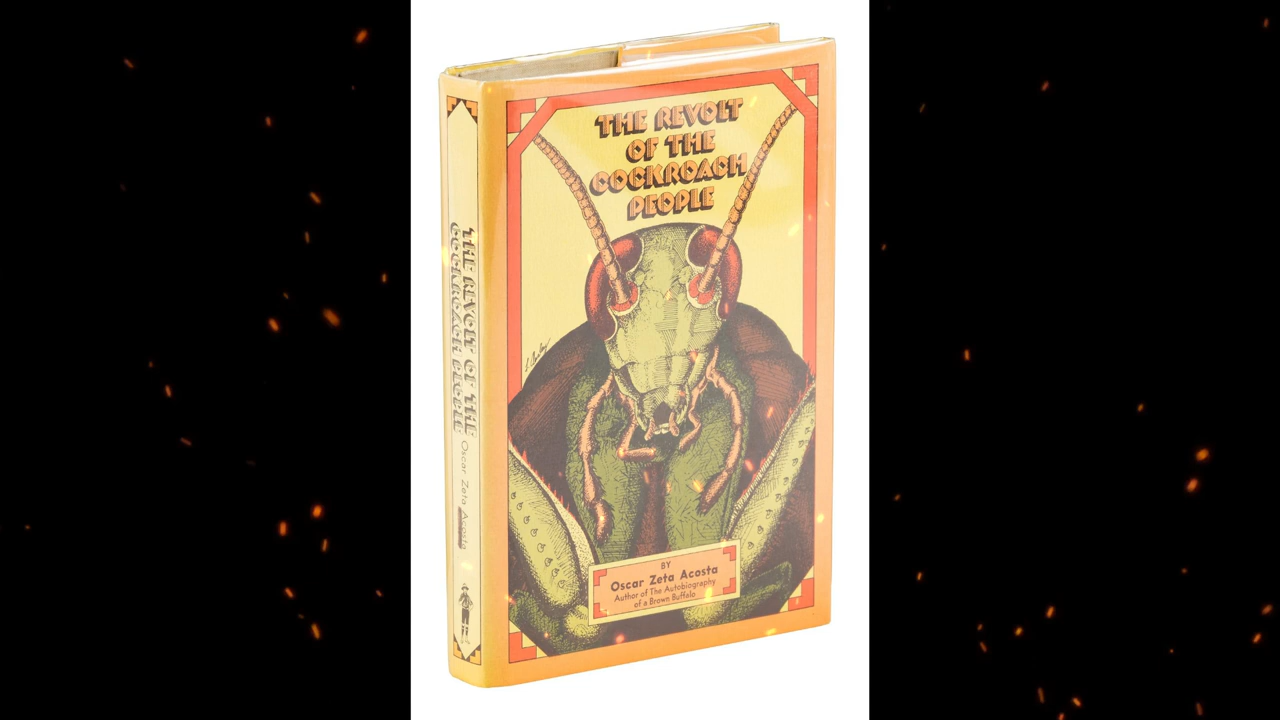 THE REVOLT
OF THE
COCKROACH
PEOPLE
BY
Oscar Zeta Acosta
Author of The Autobiography
of a Brown Buffalo
THE REVOLT OF THE
COCKROACH PEOPLE
Oscar Zeta Acosta